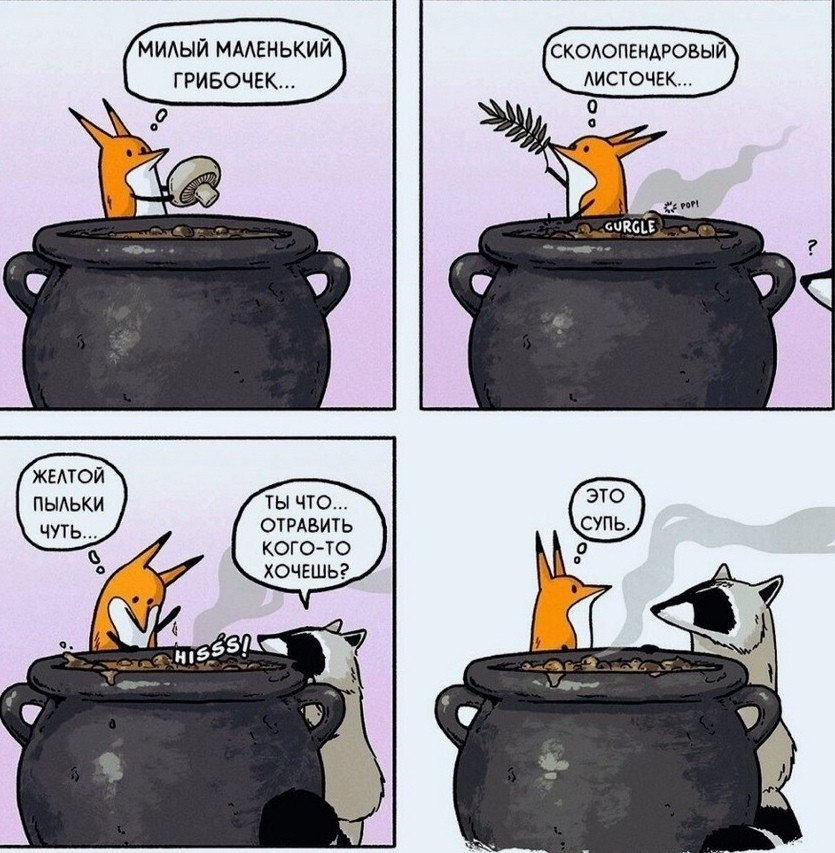 МИЛЫЙ МАЛЕНЬКИЙ
ГРИБОЧЕК...
СКОЛОПЕНДРОВЫЙ
ЛИСТОЧЕК...
POP!
GURGLE
?
ЖЕЛТОЙ
ПЫЛЬКИ
ЧУТЬ...
ТЫ ЧТО...
ОТРАВИТЬ
КОГО-ТО
ХОЧЕШЬ?
HISSS!
ЭТО
СУПЬ.